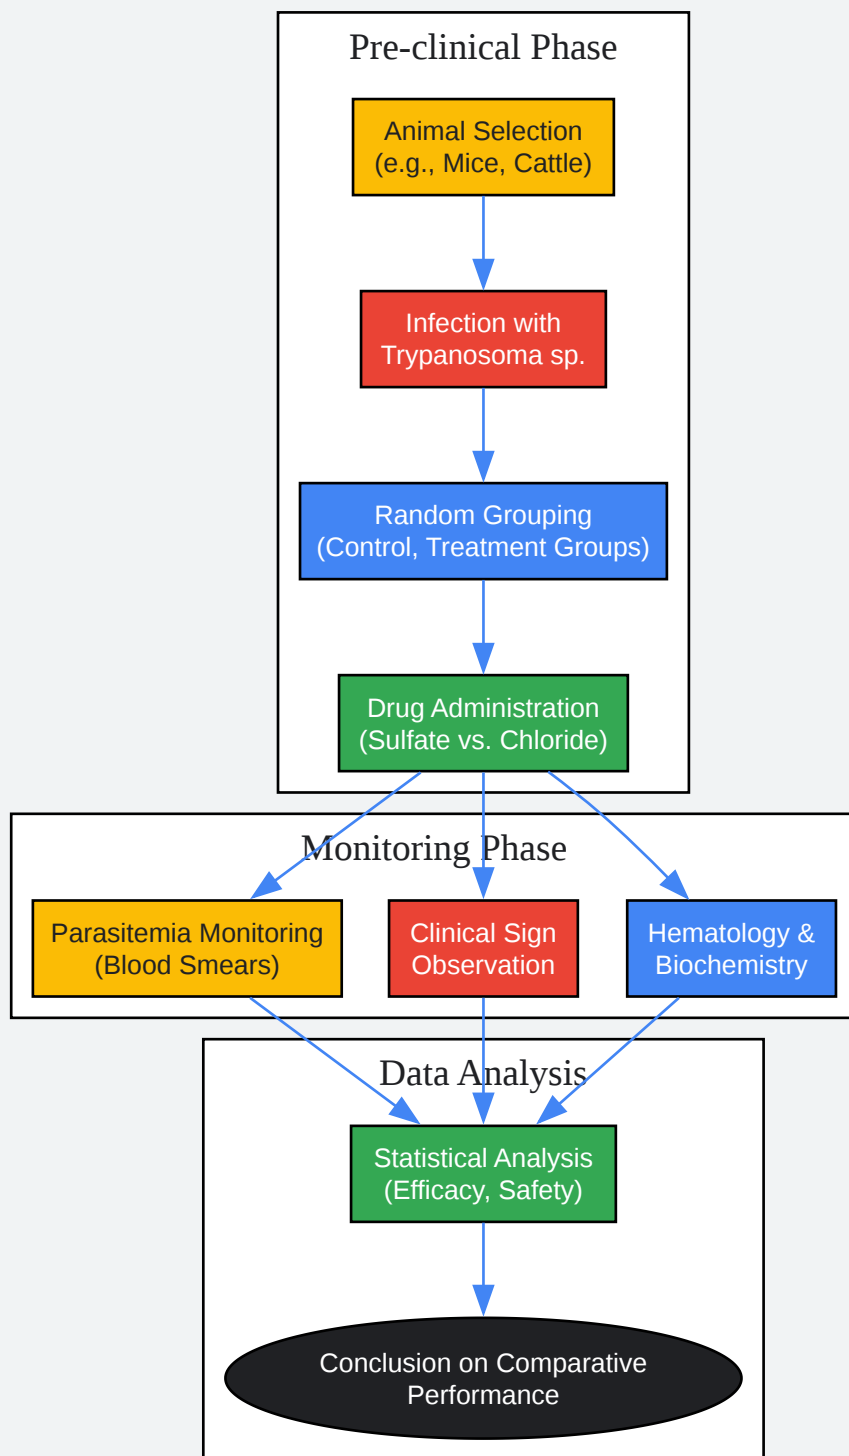 Pre-clinical Phase
Animal Selection
(e.g., Mice, Cattle)
Infection with
Trypanosoma sp.
Random Grouping
(Control, Treatment Groups)
Drug Administration
(Sulfate vs. Chloride)
Monitoring Phase
Parasitemia Monitoring
(Blood Smears)
Clinical Sign
Observation
Hematology &
Biochemistry
Data Analysis
Statistical Analysis
(Efficacy, Safety)
Conclusion on Comparative
Performance